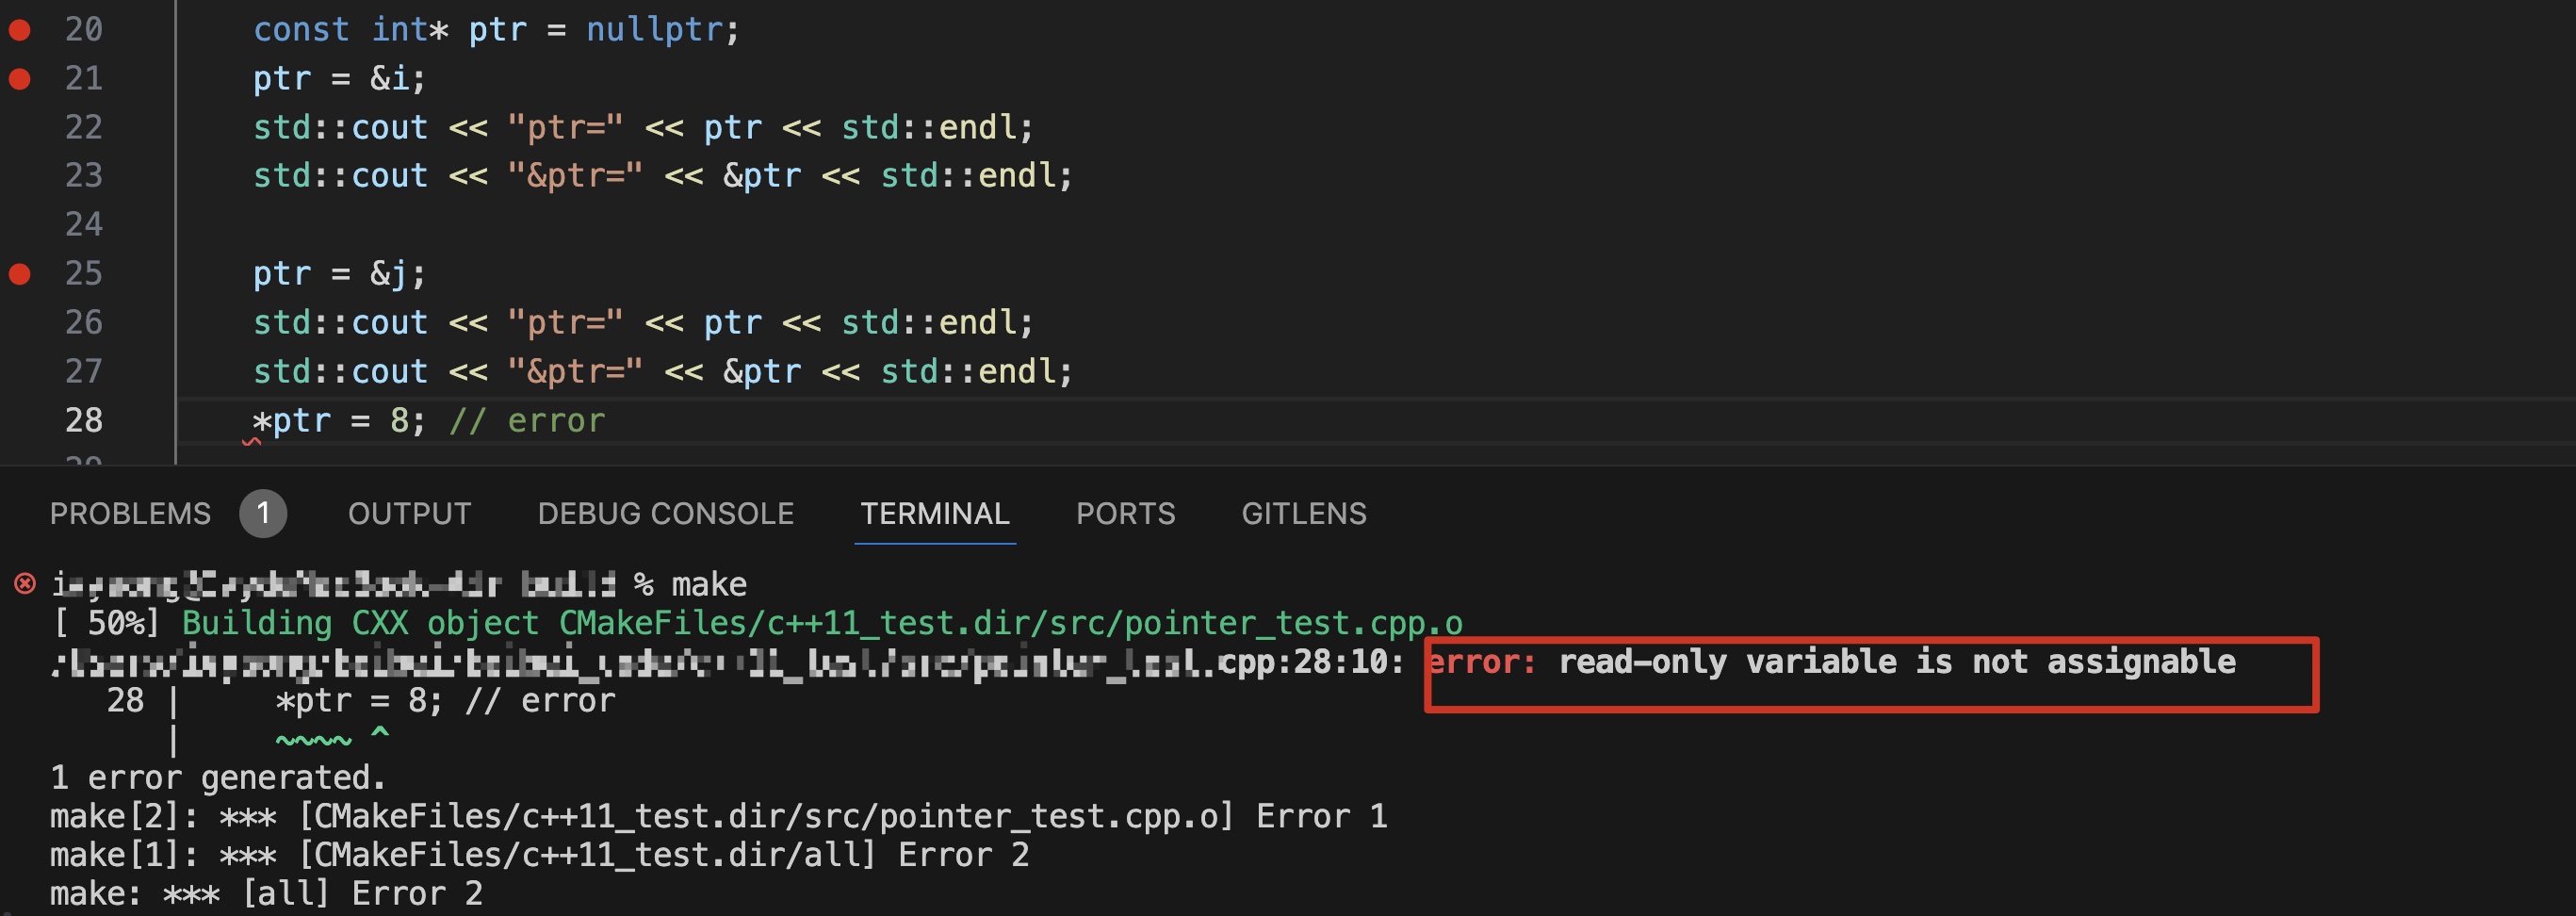 20 const int* ptr = nullptr;
21 ptr = &i;
22 std::cout << "ptr=" << ptr << std::endl;
23 std::cout << "&ptr=" << &ptr << std::endl;
24
25 ptr = &j;
26 std::cout << "ptr=" << ptr << std::endl;
27 std::cout << "&ptr=" << &ptr << std::endl;
28 *ptr = 8; // error
PROBLEMS 1 OUTPUT DEBUG CONSOLE TERMINAL PORTS GITLENS
% make
[ 50%] Building CXX object CMakeFiles/c++11_test.dir/src/pointer_test.cpp.o
cpp:28:10: error: read-only variable is not assignable
28 | *ptr = 8; // error
| ~~~~ ^
1 error generated.
make[2]: *** [CMakeFiles/c++11_test.dir/src/pointer_test.cpp.o] Error 1
make[1]: *** [CMakeFiles/c++11_test.dir/all] Error 2
make: *** [all] Error 2